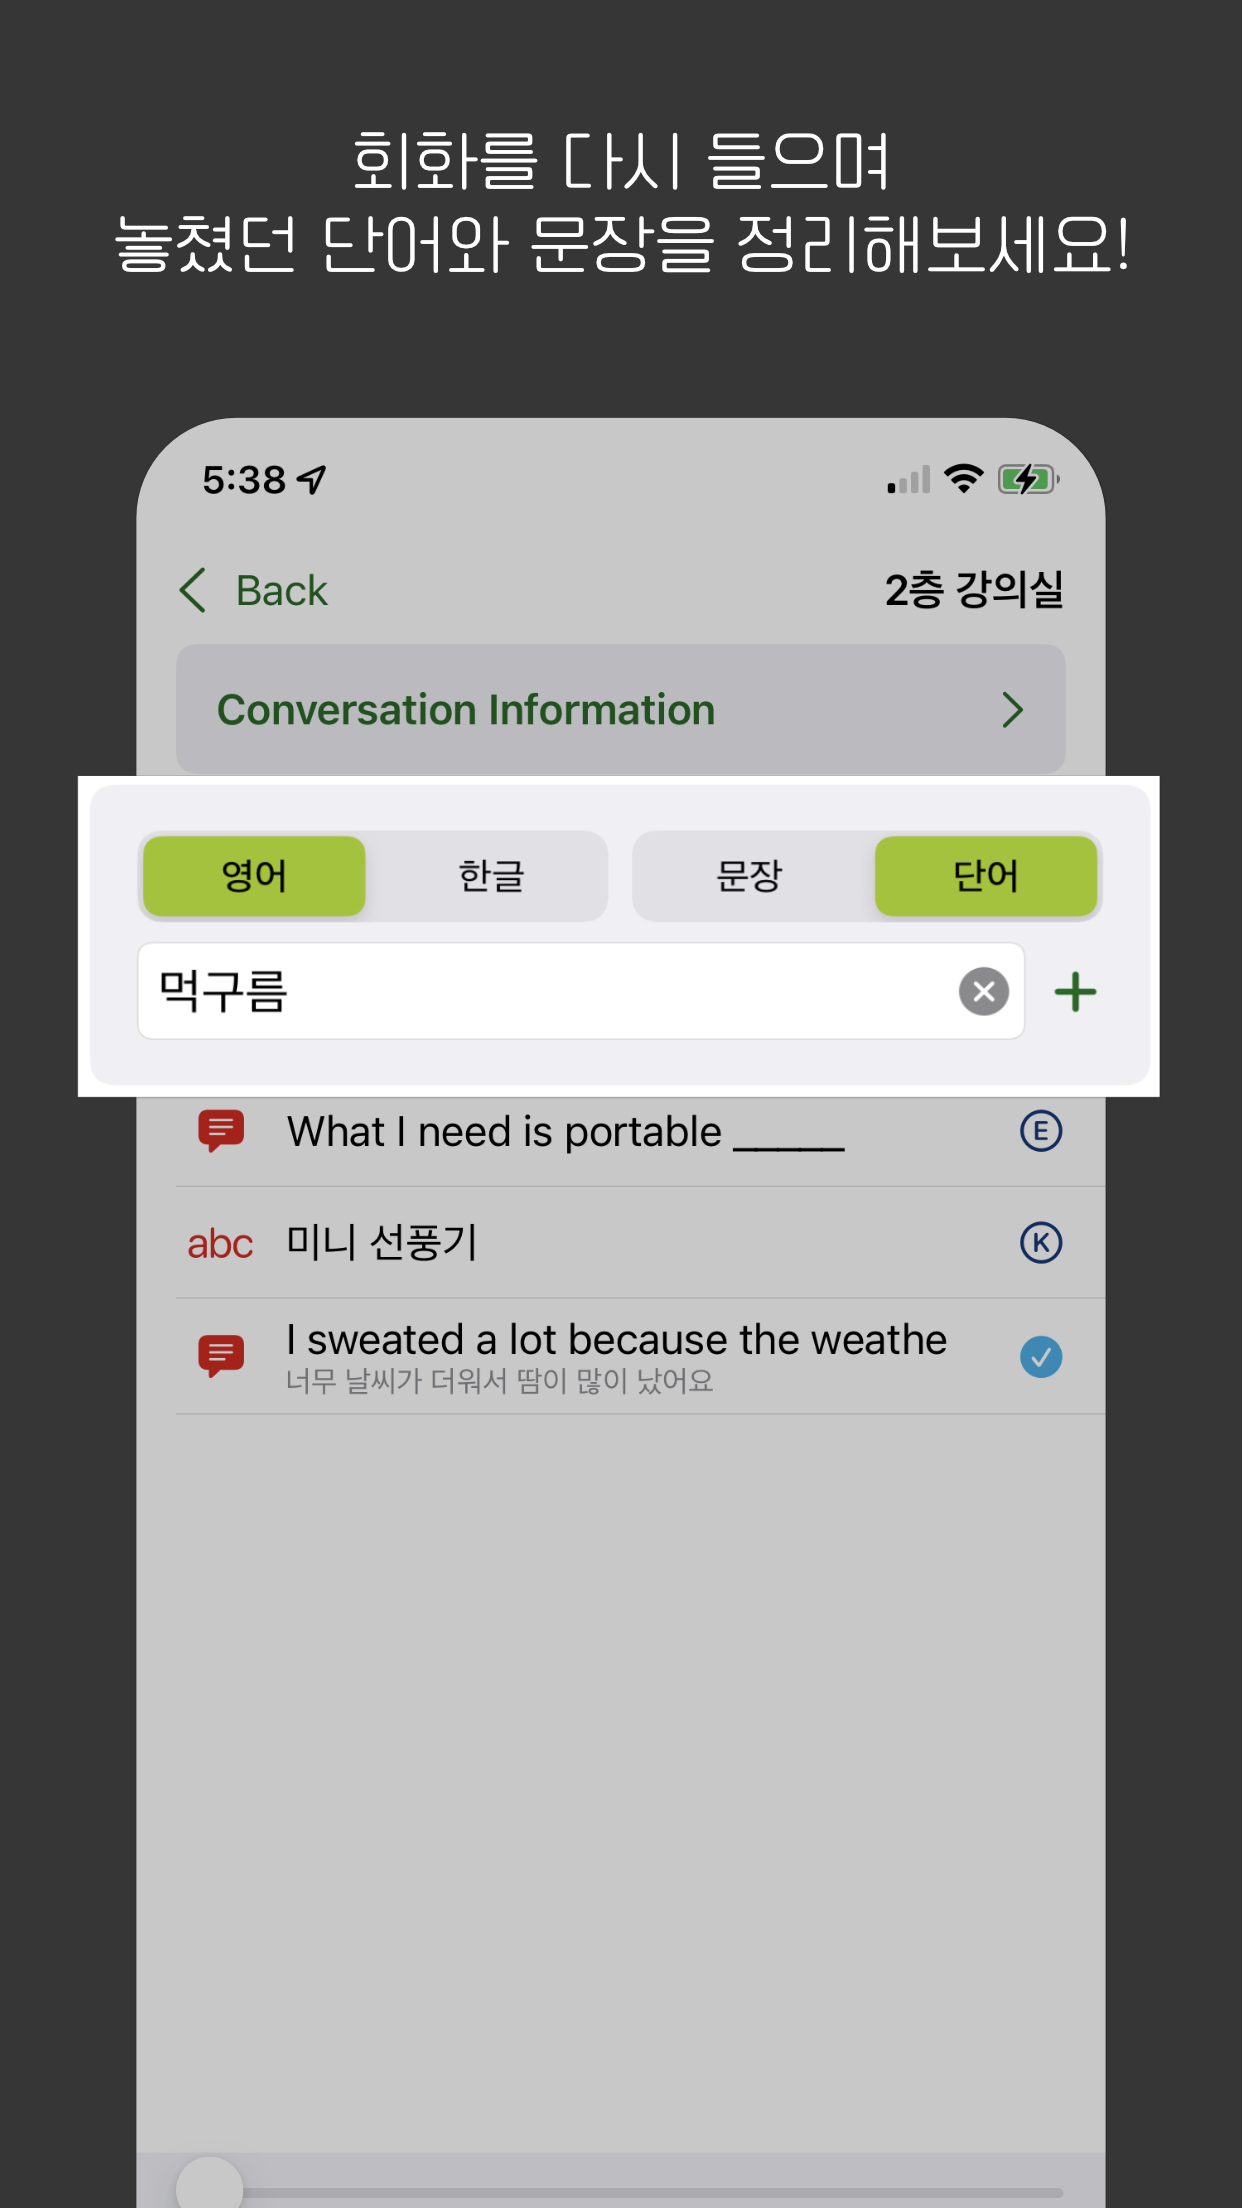 회화를 다시 들으며
놓쳤던 단어와 문장을 정리해보세요!
5:38
Back
2층 강의실
Conversation Information
영어 한글 문장 단어
먹구름
What I need is portable _____
E
abc 미니 선풍기
K
I sweated a lot because the weathe
너무 날씨가 더워서 땀이 많이 났어요